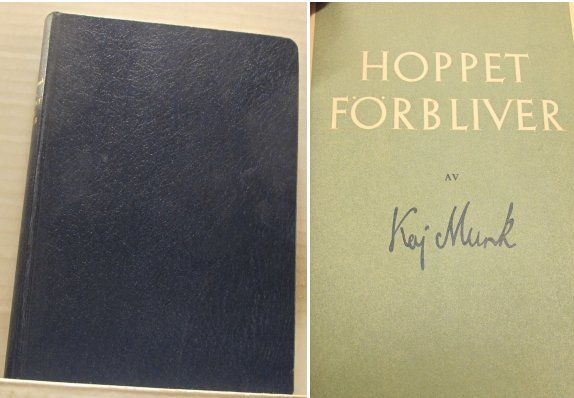 HOPPET
FÖRBLIVER
AV
Kaj Munk